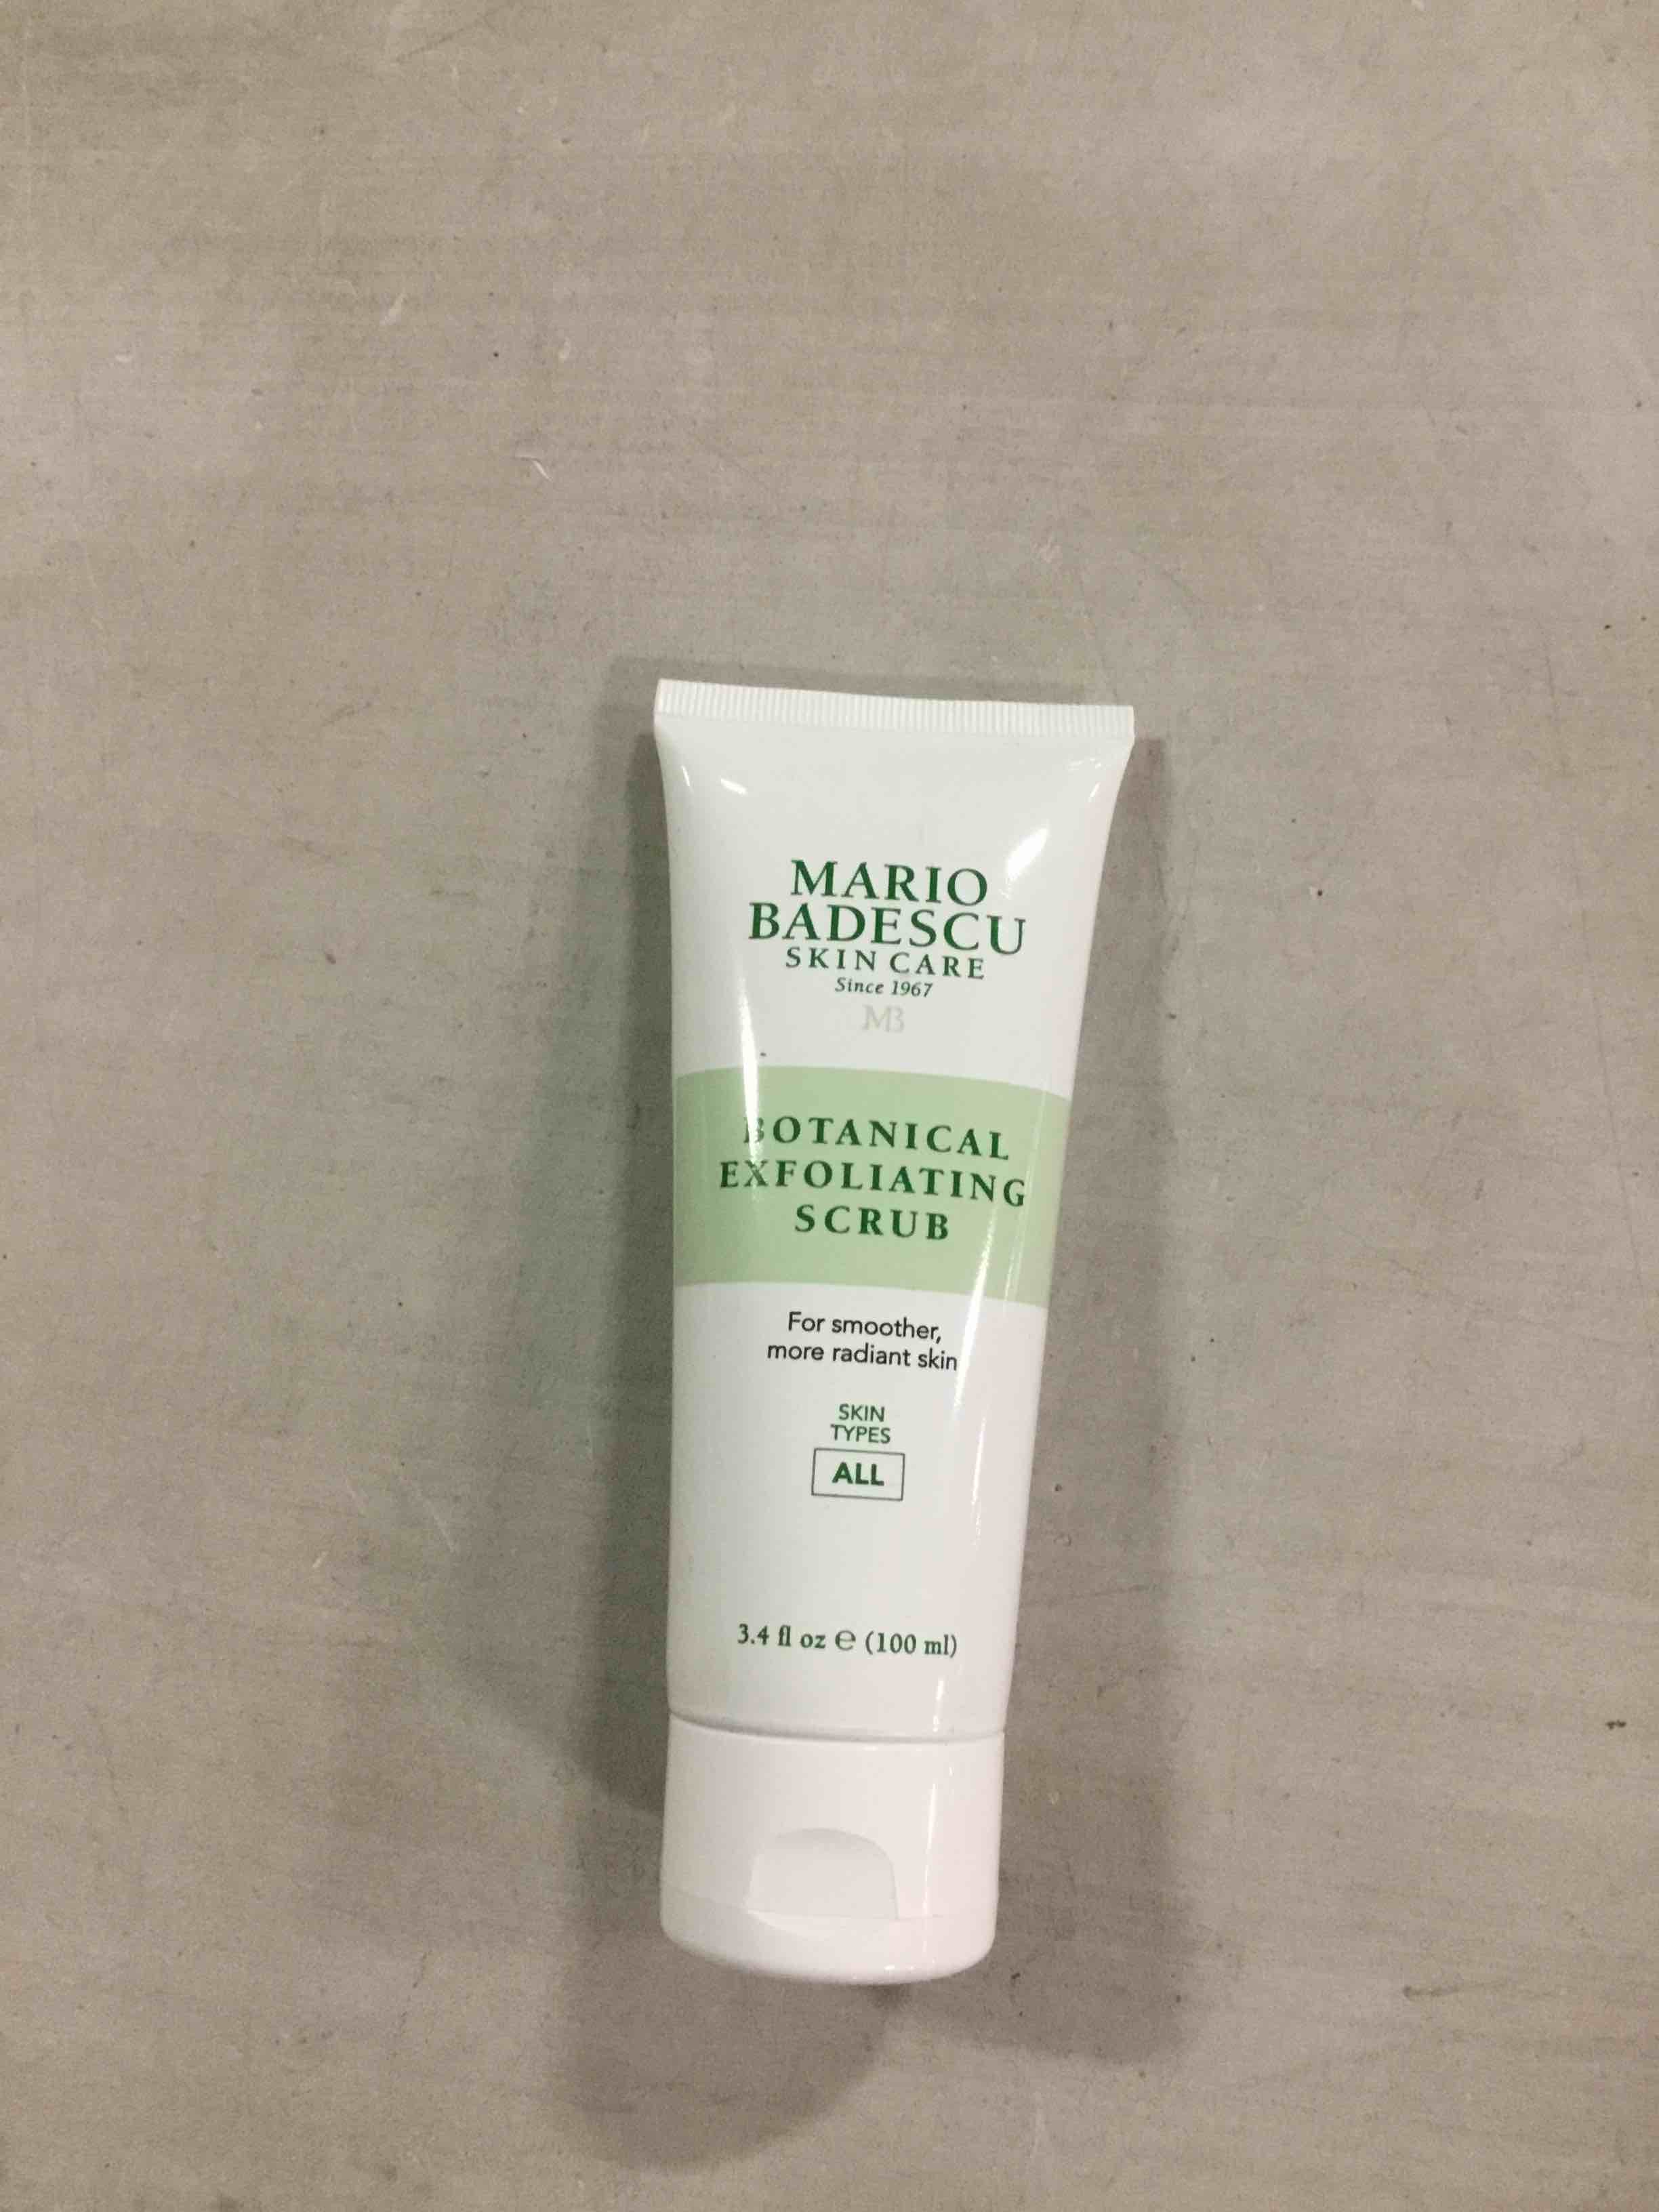 MARIO
BADESCU
SKIN CARE
Since 1967
MB
BOTANICAL
EXFOLIATING
SCRUB
For smoother,
more radiant skin
SKIN
TYPES
ALL
3.4 fl oz ℮ (100 ml)